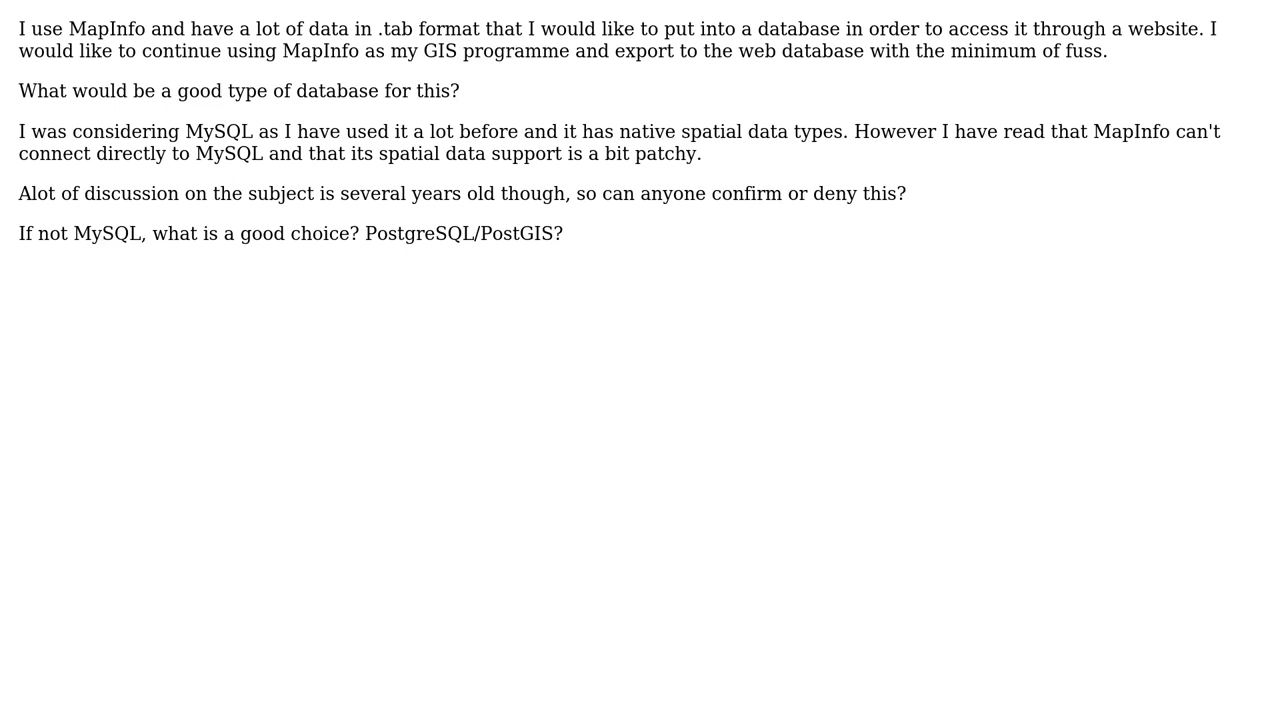 I use MapInfo and have a lot of data in .tab format that I would like to put into a database in order to access it through a website. I
would like to continue using MapInfo as my GIS programme and export to the web database with the minimum of fuss.
What would be a good type of database for this?
I was considering MySQL as I have used it a lot before and it has native spatial data types. However I have read that MapInfo can't
connect directly to MySQL and that its spatial data support is a bit patchy.
Alot of discussion on the subject is several years old though, so can anyone confirm or deny this?
If not MySQL, what is a good choice? PostgreSQL/PostGIS?